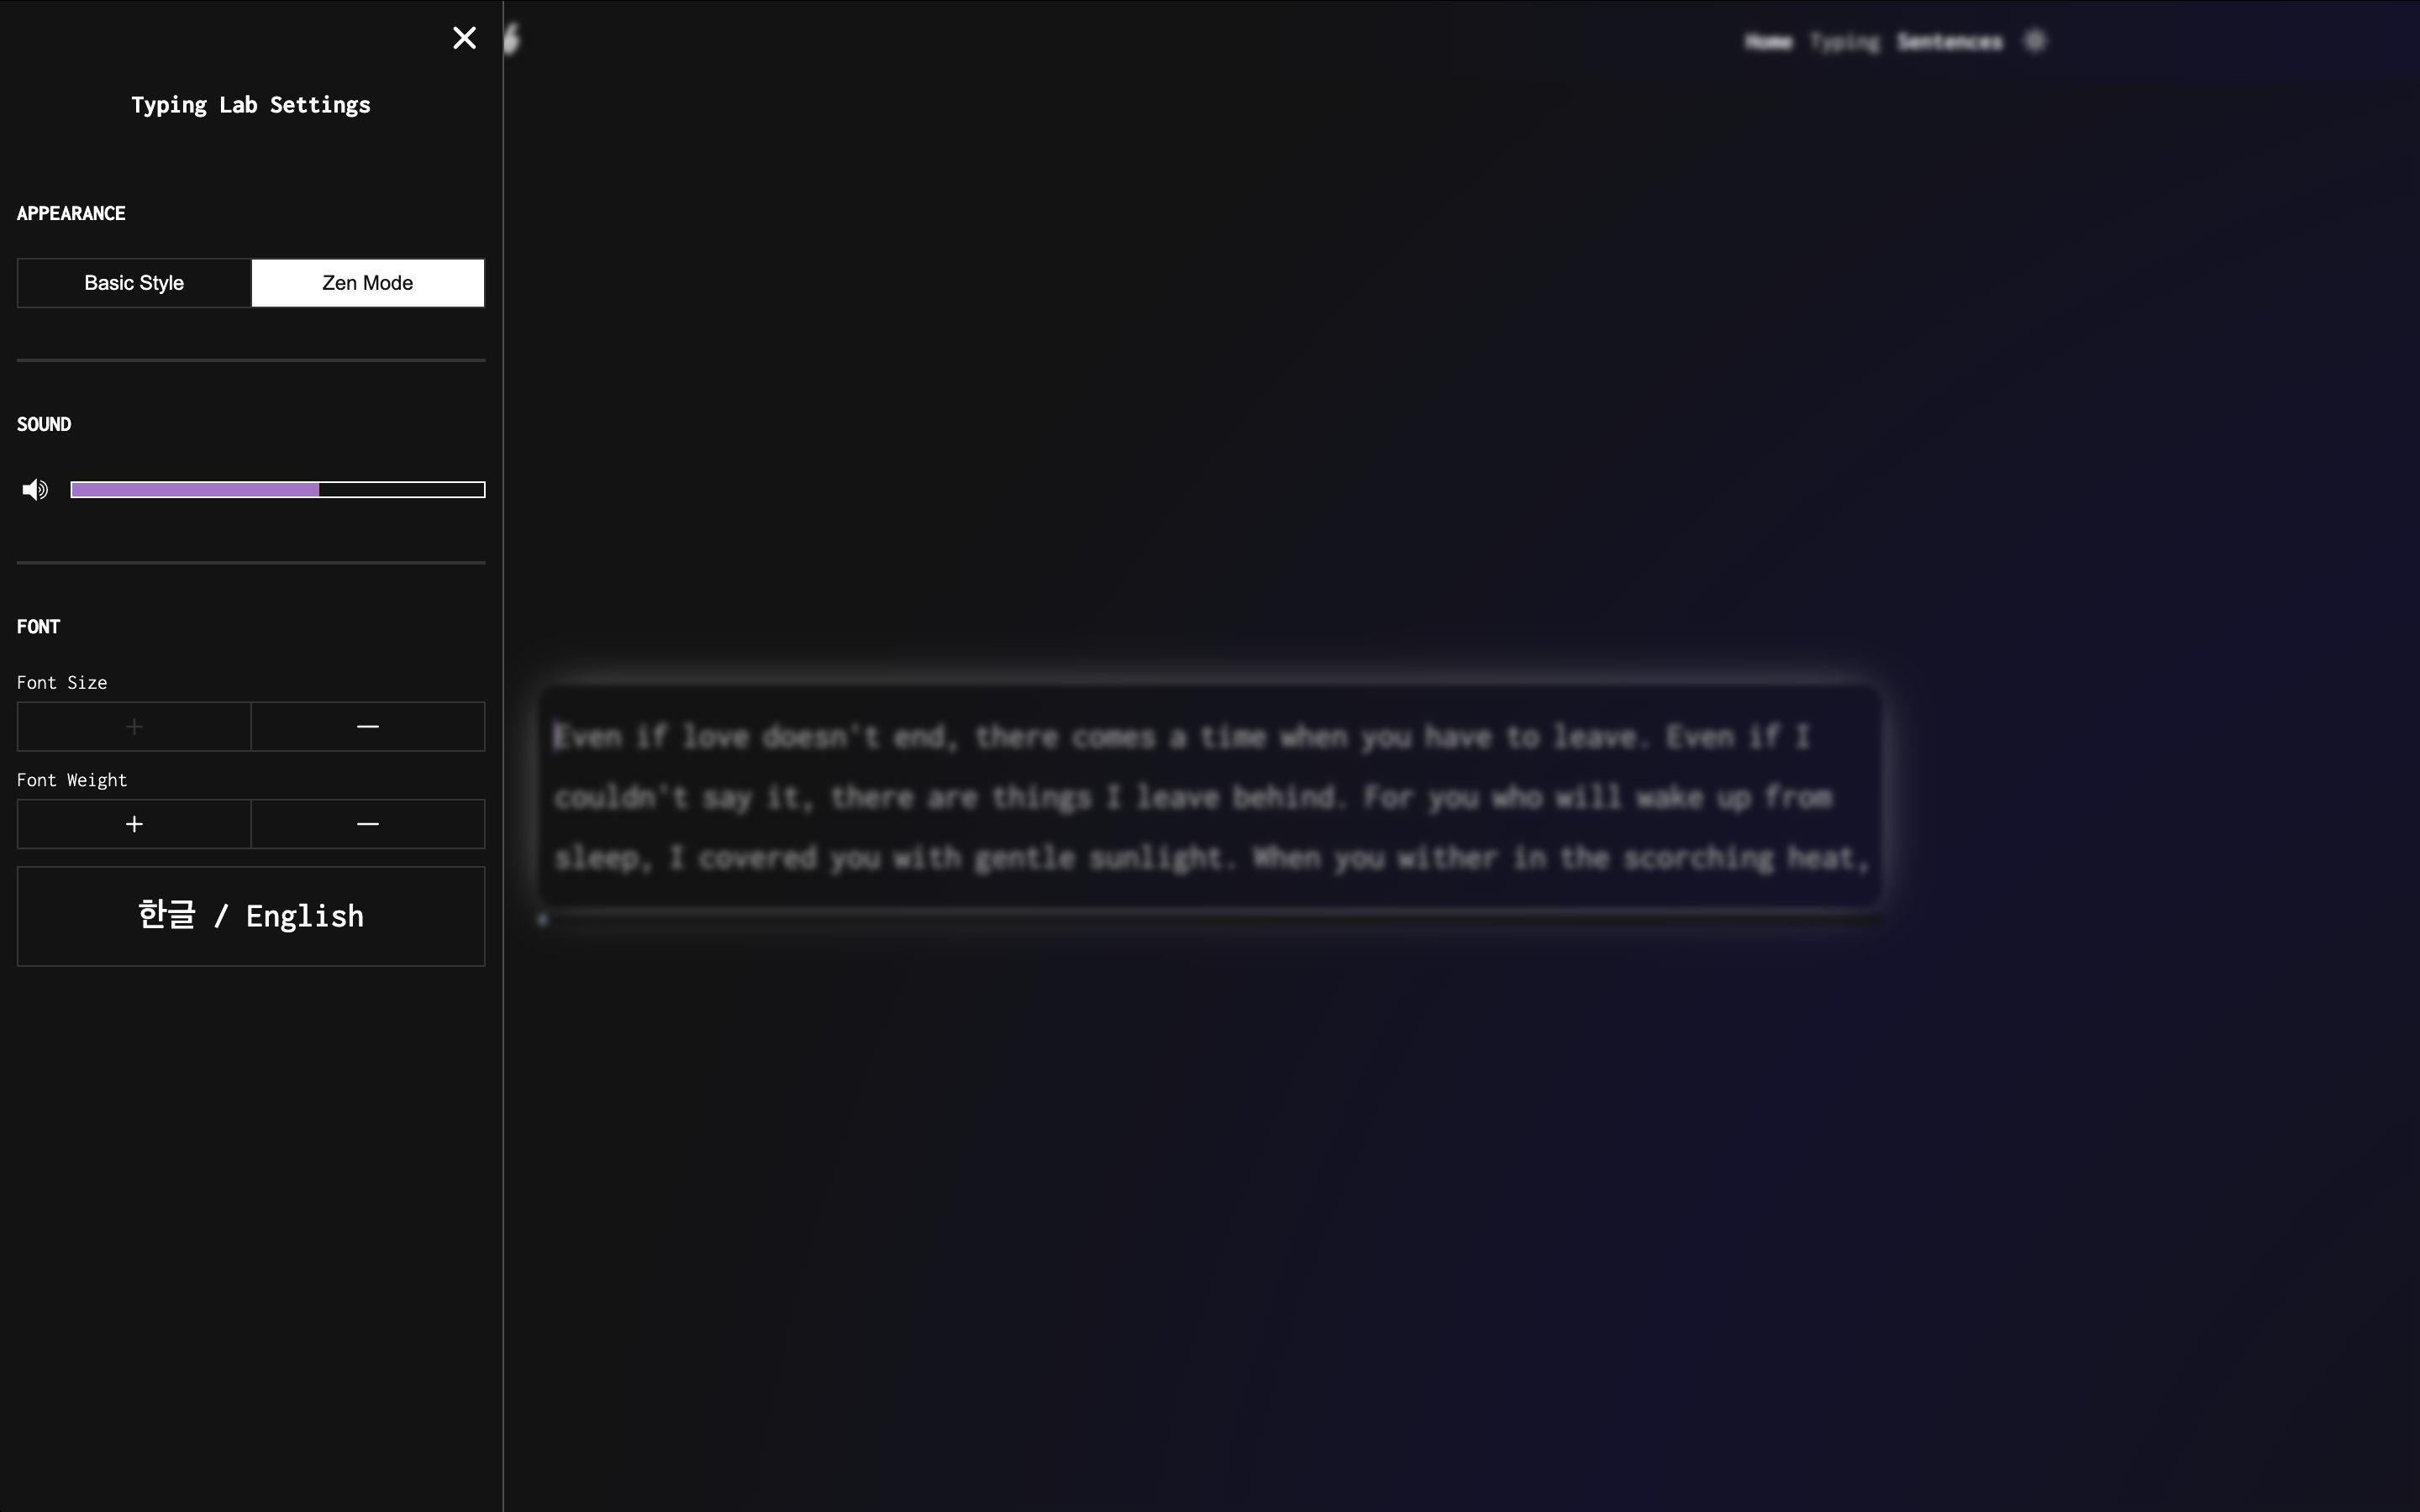 Typing Lab Settings
Home Typing Sentences
APPEARANCE
Basic Style Zen Mode
SOUND
FONT
Font Size
+ —
Font Weight
+ —
한글 / English
Even if love doesn't end, there comes a time when you have to leave. Even if I
couldn't say it, there are things I leave behind. For you who will wake up from
sleep, I covered you with gentle sunlight. When you wither in the scorching heat,